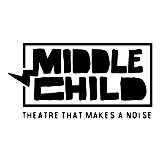 MIDDLE
CHILD
THEATRE THAT MAKES A NOISE